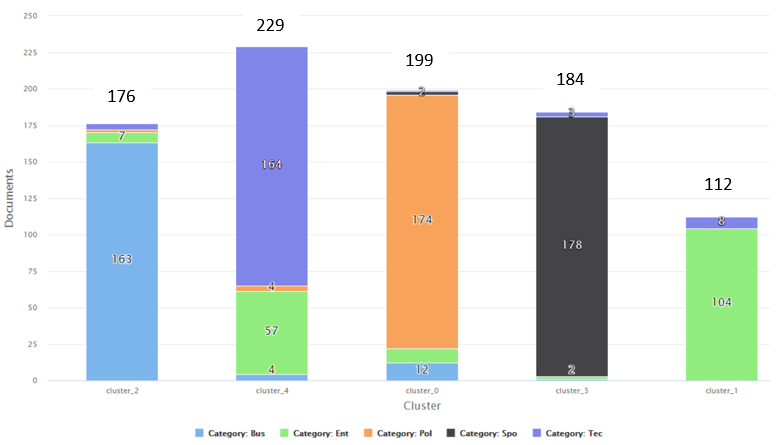 250
225
200
175
150
125
100
75
50
25
0
Documents
176
229
199
184
112
7
163
164
4
57
4
2
174
12
3
178
2
8
104
cluster_2
cluster_4
cluster_0
cluster_3
cluster_1
Cluster
Category: Bus
Category: Ent
Category: Pol
Category: Spo
Category: Tec